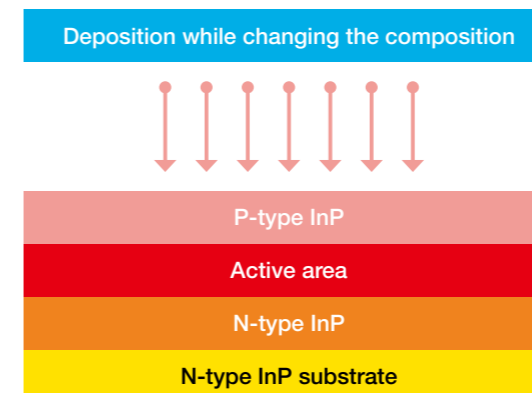 Deposition while changing the composition
P-type InP
Active area
N-type InP
N-type InP substrate